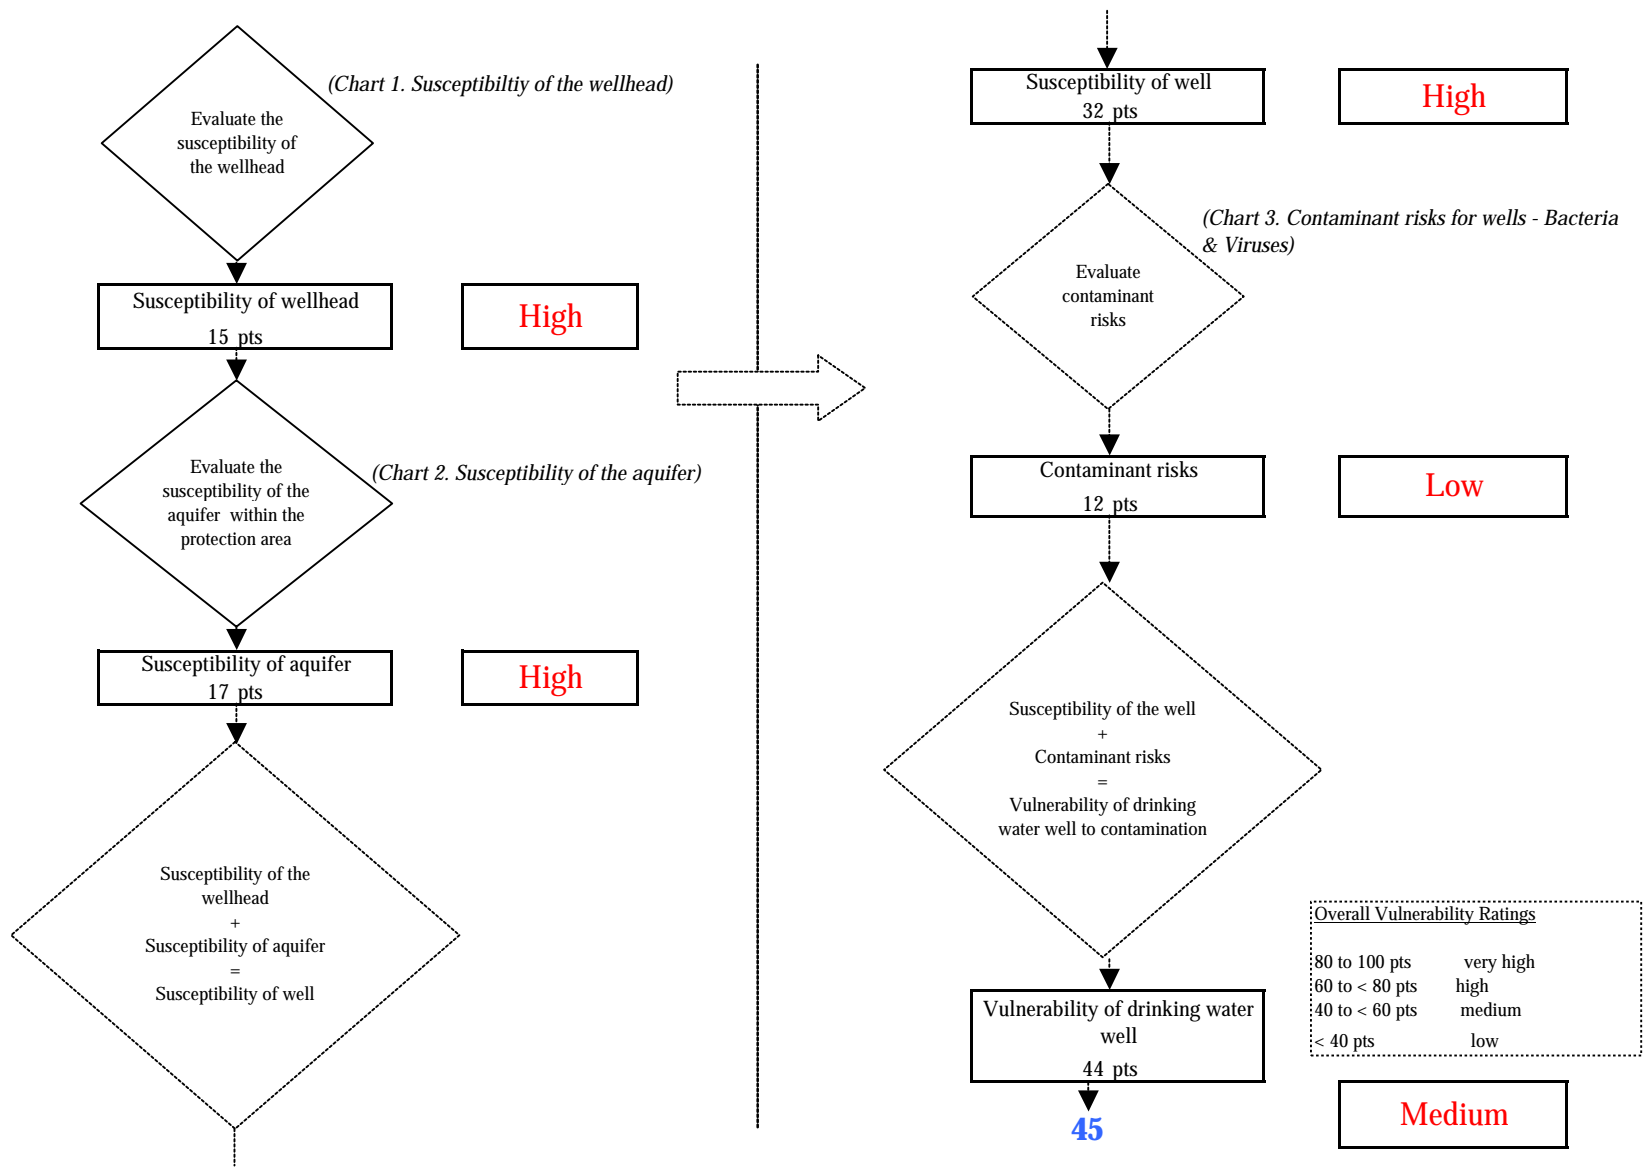 (Chart 1. Susceptibiltiy of the wellhead)
Evaluate the
susceptibility of
the wellhead
Susceptibility of wellhead
15 pts
High
(Chart 2. Susceptibility of the aquifer)
Evaluate the
susceptibility of the
aquifer within the
protection area
Susceptibility of aquifer
17 pts
High
Susceptibility of the
wellhead
+
Susceptibility of aquifer
=
Susceptibility of well
Susceptibility of well
32 pts
High
(Chart 3. Contaminant risks for wells - Bacteria
& Viruses)
Evaluate
contaminant
risks
Contaminant risks
12 pts
Low
Susceptibility of the well
+
Contaminant risks
=
Vulnerability of drinking
water well to contamination
Overall Vulnerability Ratings
80 to 100 pts very high
60 to < 80 pts high
40 to < 60 pts medium
< 40 pts low
Vulnerability of drinking water
well
44 pts
45
Medium